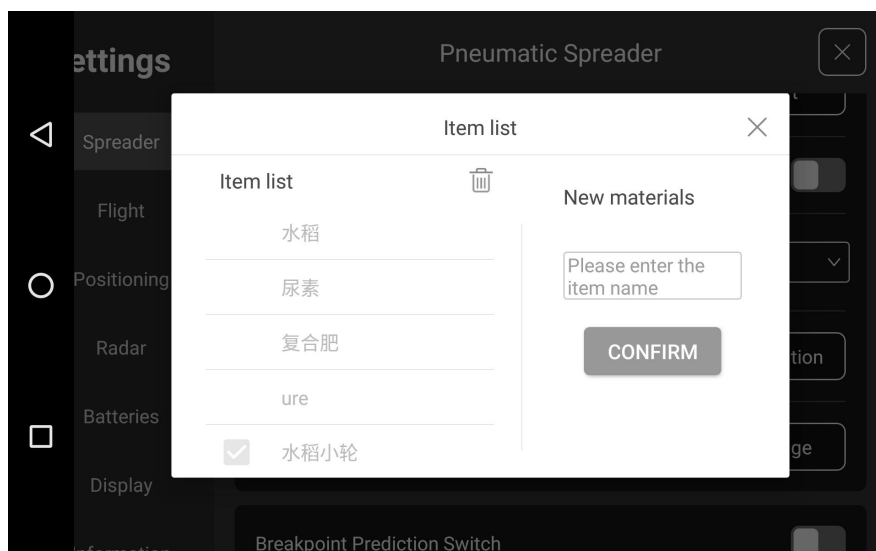 ettings
Pneumatic Spreader
Spreader
Flight
Positioning
Radar
Batteries
Display
Item list
Item list
水稻
尿素
复合肥
ure
水稻小轮
New materials
Please enter the
item name
CONFIRM
tion
ge
Breakpoint Prediction Switch